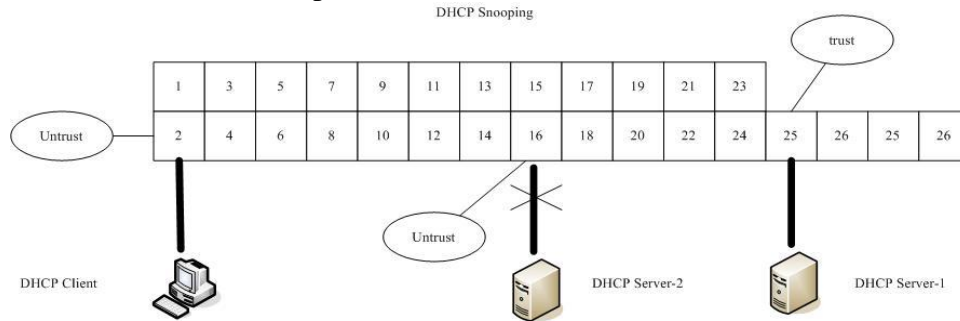 DHCP Snooping
trust
1 3 5 7 9 11 13 15 17 19 21 23
Untrust
2 4 6 8 10 12 14 16 18 20 22 24 25 26 25 26
Untrust
DHCP Client
DHCP Server-2
DHCP Server-1